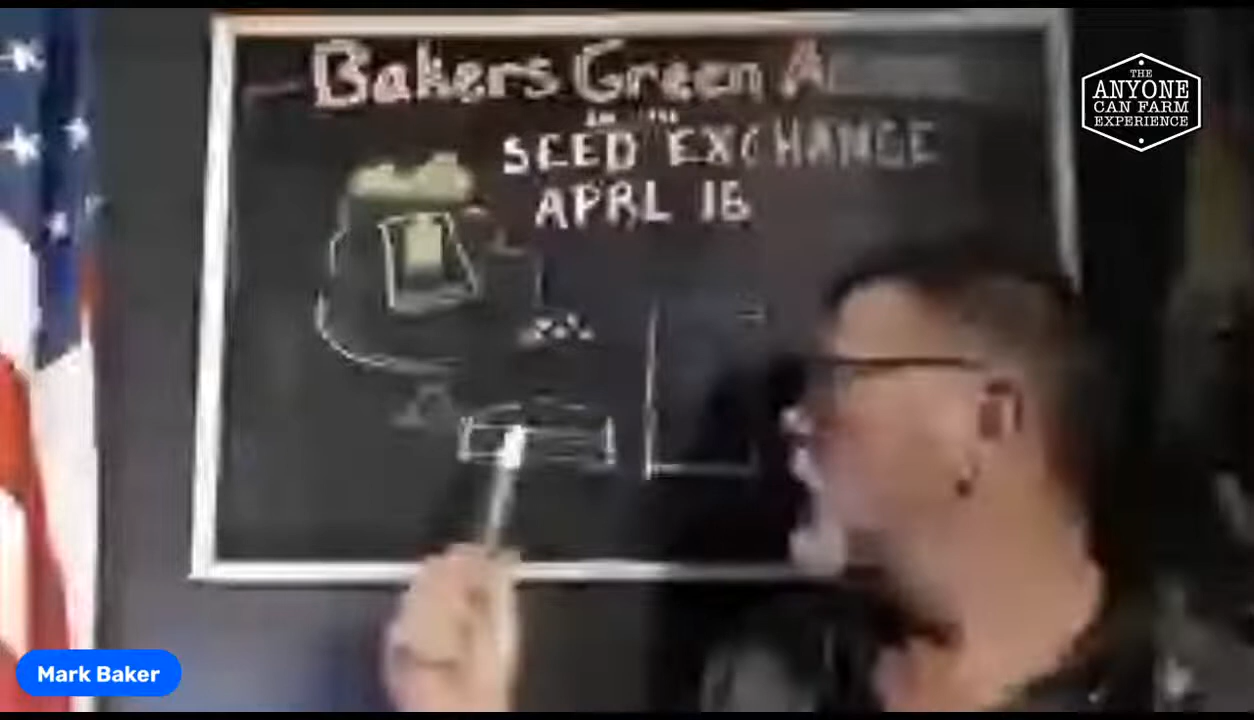 Bakers Green
SEED EXCHANGE
APRL 16
THE
ANYONE
CAN FARM
EXPERIENCE
Mark Baker